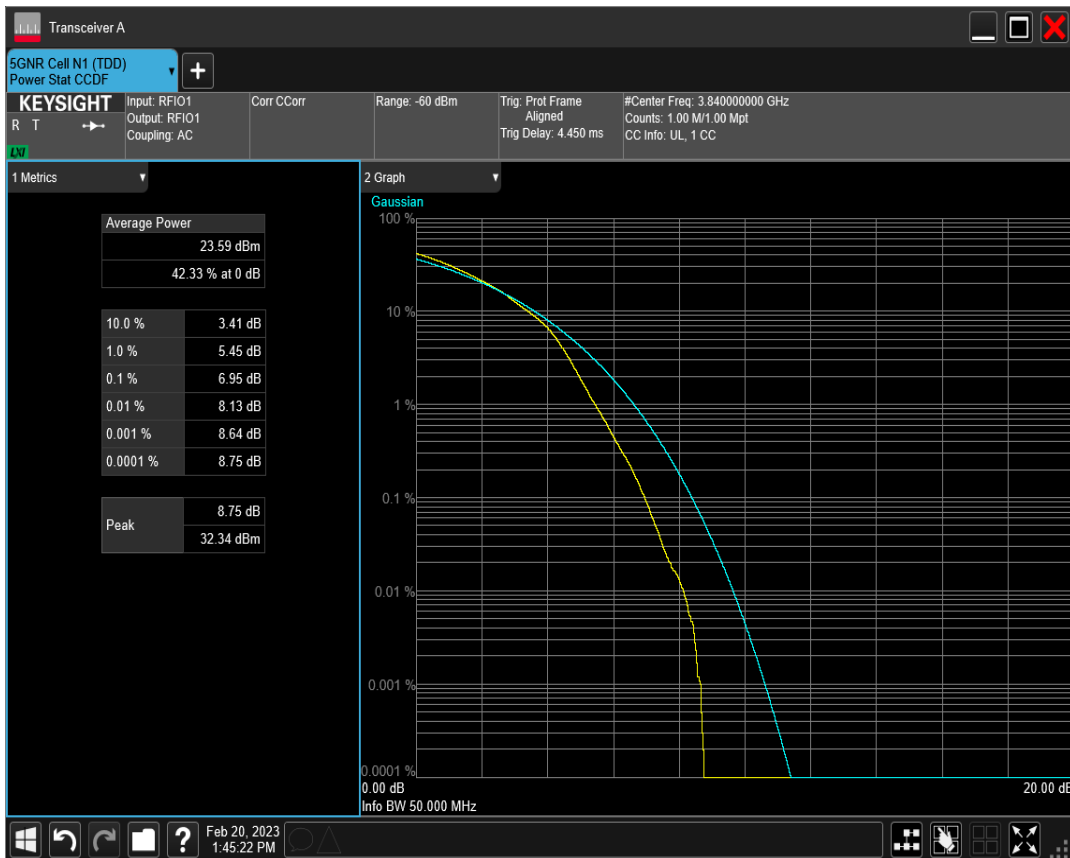 Transceiver A
5GNR Cell N1 (TDD)
Power Stat CCDF
KEYSIGHT
R T
LXI
Input: RFIO1
Output: RFIO1
Coupling: AC
Corr CCorr
Range: -60 dBm
Trig: Prot Frame
Aligned
Trig Delay: 4.450 ms
#Center Freq: 3.840000000 GHz
Counts: 1.00 M/1.00 Mpt
CC Info: UL, 1 CC
1 Metrics
Average Power
23.59 dBm
42.33 % at 0 dB
10.0 % 3.41 dB
1.0 % 5.45 dB
0.1 % 6.95 dB
0.01 % 8.13 dB
0.001 % 8.64 dB
0.0001 % 8.75 dB
Peak
8.75 dB
32.34 dBm
2 Graph
Gaussian
100 %
10 %
1 %
0.1 %
0.01 %
0.001 %
0.0001 %
0.00 dB 20.00 dB
Info BW 50.000 MHz
?
Feb 20, 2023
1:45:22 PM